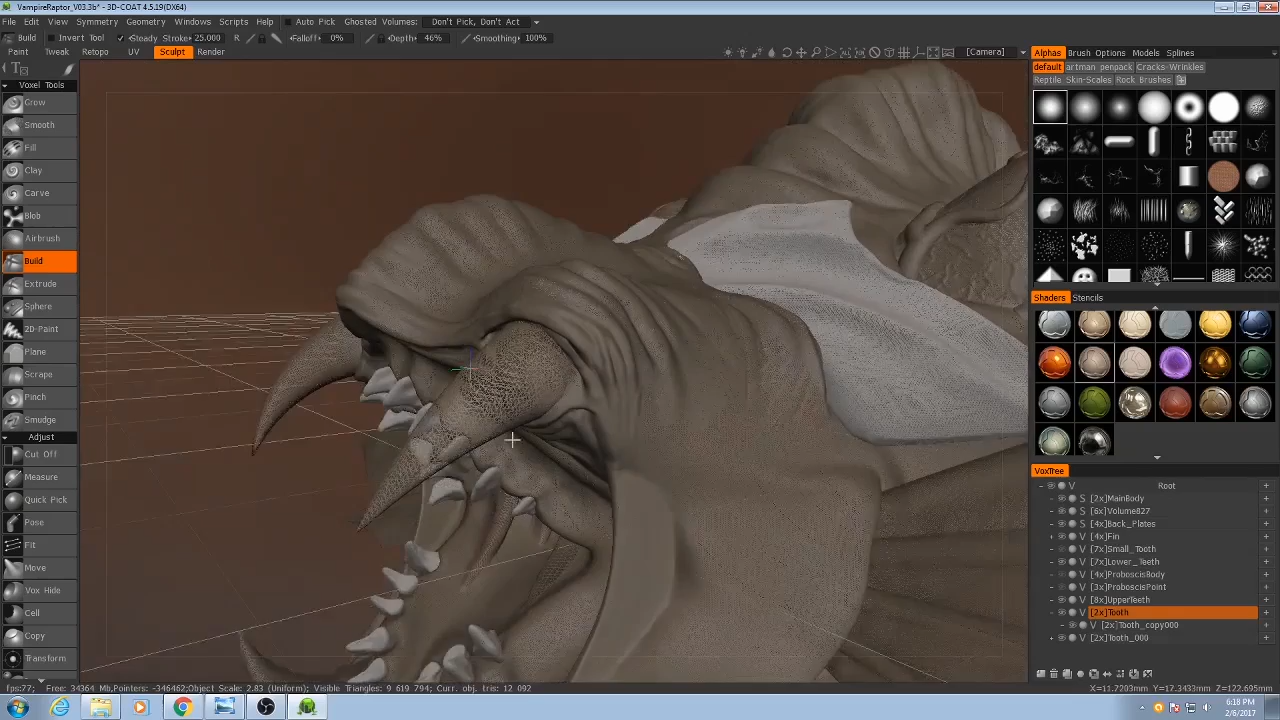 VampireRaptor_V03.3b* - 3D-COAT 4.5.19(DX64)
File Edit View Symmetry Geometry Windows Scripts Help Auto Pick Ghosted Volumes: Don't Pick, Don't Act
Build Invert Tool Steady Stroke 25.000 R Falloff 0% Depth 46% Smoothing 100%
Paint Tweak Retopo UV Sculpt Render [Camera]
Alphas Brush Options Models Splines
default artman penpack Cracks-Wrinkles
Reptile Skin-Scales Rock Brushes
Voxel Tools
Grow
Smooth
Fill
Clay
Carve
Blob
Airbrush
Build
Extrude
Sphere
2D-Paint
Plane
Scrape
Pinch
Smudge
Adjust
Cut Off
Measure
Quick Pick
Pose
Fit
Move
Vox Hide
Cell
Copy
Transform
Shaders Stencils
VoxTree
V Root +
S [2x]MainBody +
S [6x]Volume827 +
S [4x]Back_Plates +
V [4x]Fin +
V [7x]Small_Tooth +
V [7x]Lower_Teeth +
V [4x]ProboscisBody +
V [3x]ProboscisPoint +
V [8x]UpperTeeth +
V [2x]Tooth +
V [2x]Tooth_copy000 +
V [2x]Tooth_000 +
fps:77; Free: 34364 Mb,Pointers: -346462;Object Scale: 2.83 (Uniform); Visible Triangles: 9 619 794; Curr. obj. tris: 12 092
X=11.7203mm Y=17.3433mm Z=122.695mm
6:18 PM
2/6/2017